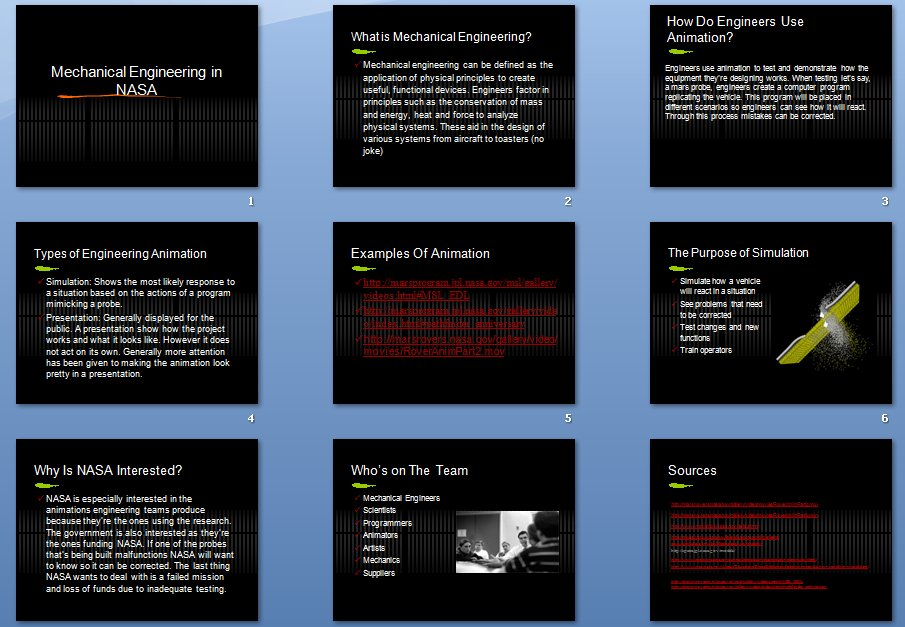 Mechanical Engineering in
NASA
1
What is Mechanical Engineering?
Mechanical engineering can be defined as the
application of physical principles to create
useful, functional devices. Engineers factor in
principles such as the conservation of mass
and energy, heat and force to analyze
physical systems. These aid in the design of
various systems from aircraft to toasters (no
joke)
2
How Do Engineers Use
Animation?
Engineers use animation to test and demonstrate how the
equipment they're designing works. When testing let's say,
a mars probe, engineers create a computer program
replicating the vehicle. This program will be placed in
different scenarios so engineers can see how it will react.
Through this process mistakes can be corrected.
3
Types of Engineering Animation
Simulation: Shows the most likely response to
a situation based on the actions of a program
mimicking a probe.
Presentation: Generally displayed for the
public. A presentation show how the project
works and what it looks like. However it does
not act on its own. Generally more attention
has been given to making the animation look
pretty in a presentation.
4
Examples Of Animation
http://marsprogram.jpl.nasa.gov/msl/gallery/
videos.html#MSL_EDL
http://marsprogram.jpl.nasa.gov/gallery/vide
http://marsrovers.nasa.gov/gallery/video/
movies/RoverAnimPart2.mov
5
The Purpose of Simulation
Simulate how a vehicle
will react in a situation
See problems that need
to be corrected
Test changes and new
functions
Train operators
6
Why Is NASA Interested?
NASA is especially interested in the
animations engineering teams produce
because they're the ones using the research.
The government is also interested as they're
the ones funding NASA. If one of the probes
that's being built malfunctions NASA will want
to know so it can be corrected. The last thing
NASA wants to deal with is a failed mission
and loss of funds due to inadequate testing.
Who's on The Team
Mechanical Engineers
Scientists
Programmers
Animators
Artists
Mechanics
Suppliers
Sources